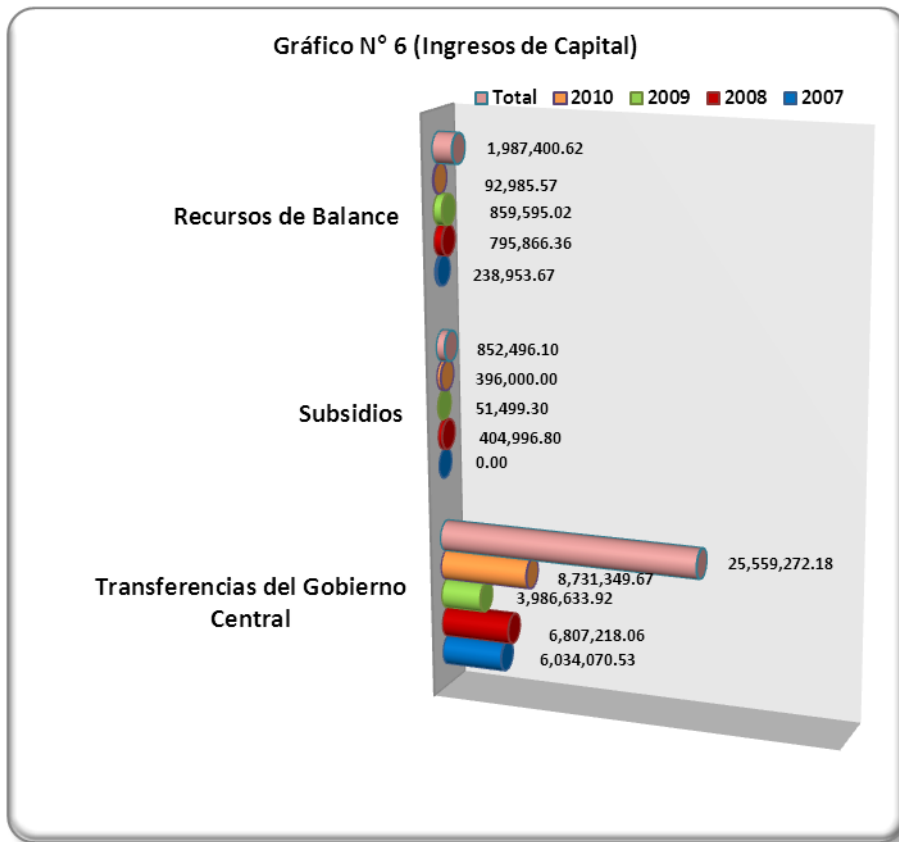 Gráfico N° 6 (Ingresos de Capital)
Total 2010 2009 2008 2007
Recursos de Balance
1,987,400.62
92,985.57
859,595.02
795,866.36
238,953.67
Subsidios
852,496.10
396,000.00
51,499.30
404,996.80
0.00
Transferencias del Gobierno
Central
25,559,272.18
8,731,349.67
3,986,633.92
6,807,218.06
6,034,070.53